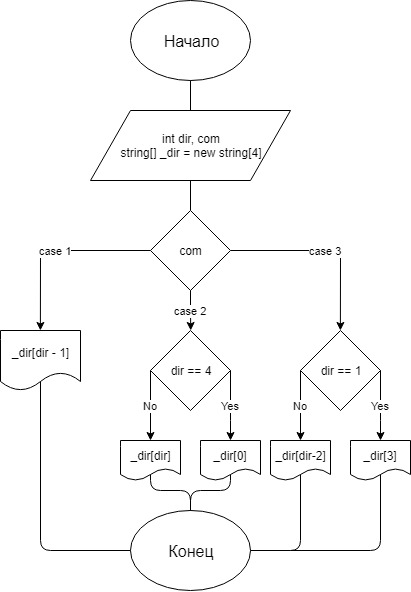 Начало
int dir, com
string[] _dir = new string[4]
case 1
com
case 3
case 2
_dir[dir - 1]
dir == 4
dir == 1
No
Yes
No
Yes
_dir[dir]
_dir[0]
_dir[dir-2]
_dir[3]
Конец